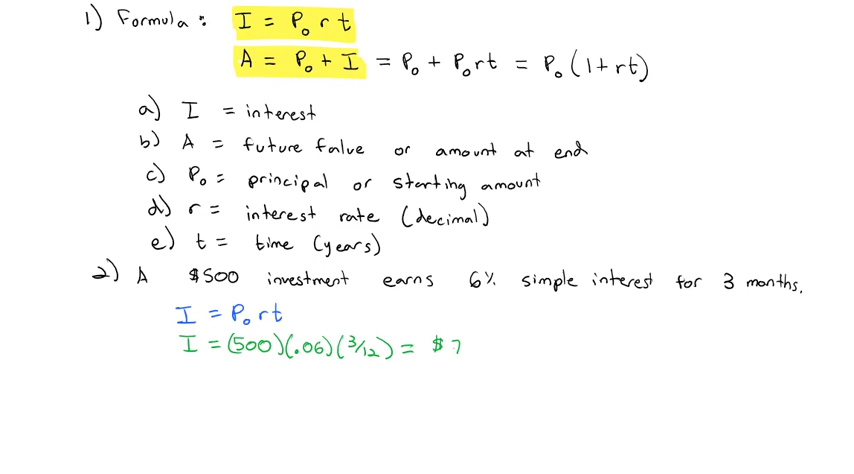 1) Formula: I = P₀ r t
A = P₀ + I = P₀ + P₀rt = P₀ (1+rt)
a) I = interest
b) A = future falue or amount at end
c) P₀ = principal or starting amount
d) r = interest rate (decimal)
e) t = time (years)
2) A $500 investment earns 6% simple interest for 3 months.
I = P₀ rt
I = (500)(.06)(3/12) = $